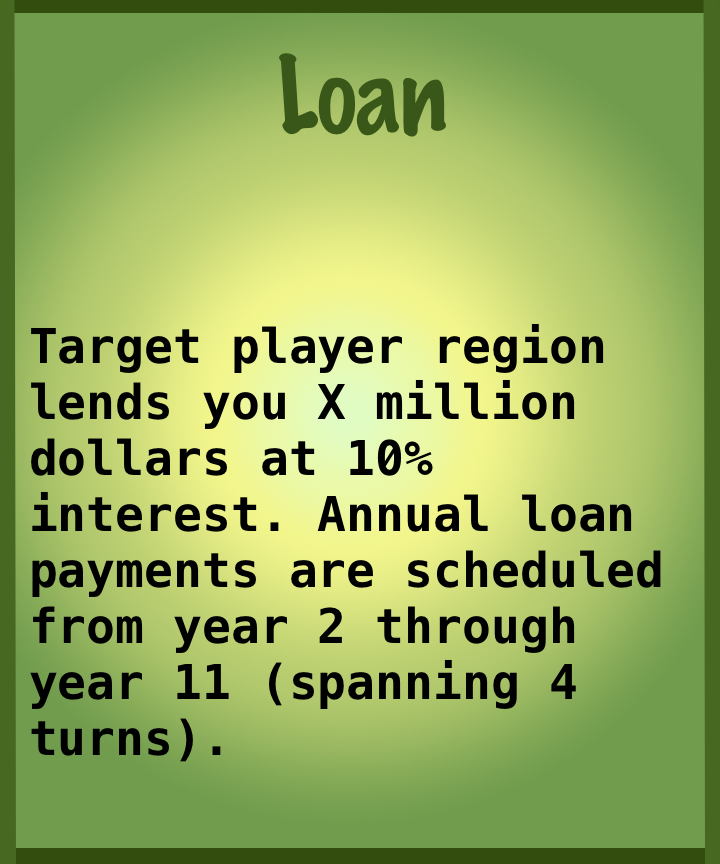 Loan
Target player region
lends you X million
dollars at 10%
interest. Annual loan
payments are scheduled
from year 2 through
year 11 (spanning 4
turns).